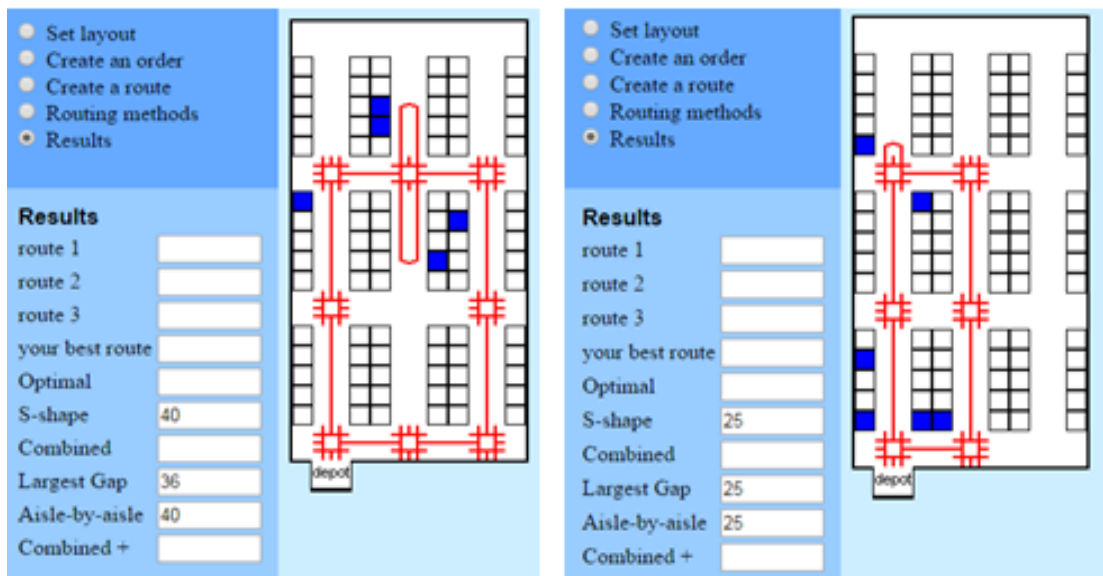 Set layout
Create an order
Create a route
Routing methods
Results
Results
route 1
route 2
route 3
your best route
Optimal
S-shape 40
Combined
Largest Gap 36
Aisle-by-aisle 40
Combined +
depot
Set layout
Create an order
Create a route
Routing methods
Results
Results
route 1
route 2
route 3
your best route
Optimal
S-shape 25
Combined
Largest Gap 25
Aisle-by-aisle 25
Combined +
depot